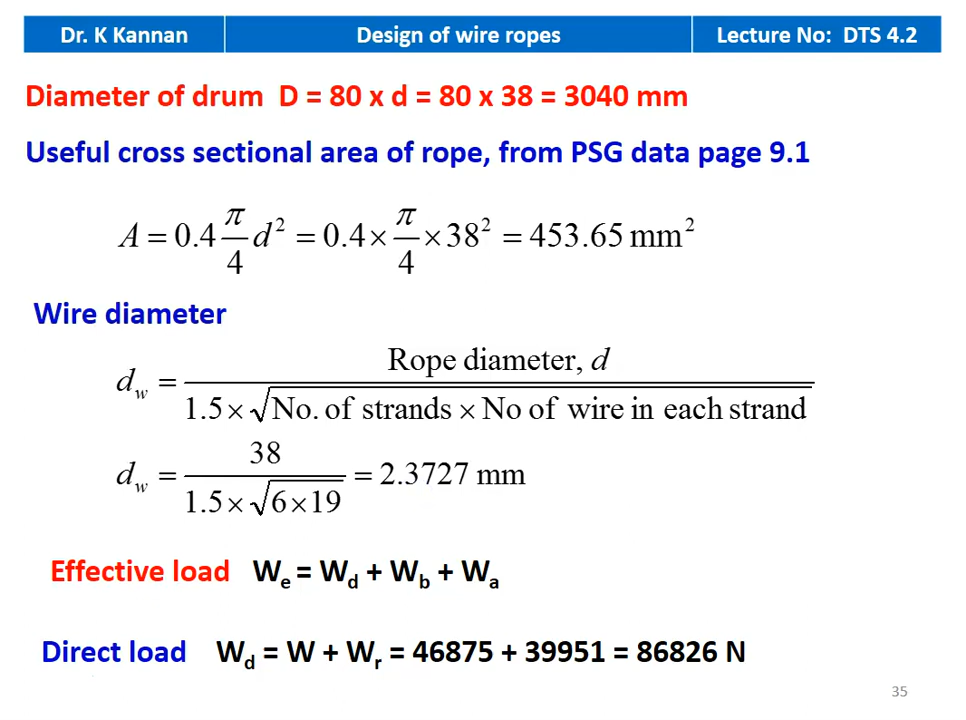 Dr. K Kannan Design of wire ropes Lecture No: DTS 4.2
Diameter of drum D = 80 x d = 80 x 38 = 3040 mm
Useful cross sectional area of rope, from PSG data page 9.1
A = 0.4 π/4 d² = 0.4 × π/4 × 38² = 453.65 mm²
Wire diameter
d_w = Rope diameter, d / 1.5 × √(No. of strands × No of wire in each strand)
d_w = 38 / 1.5 × √(6 × 19) = 2.3727 mm
Effective load W_e = W_d + W_b + W_a
Direct load W_d = W + W_r = 46875 + 39951 = 86826 N
35